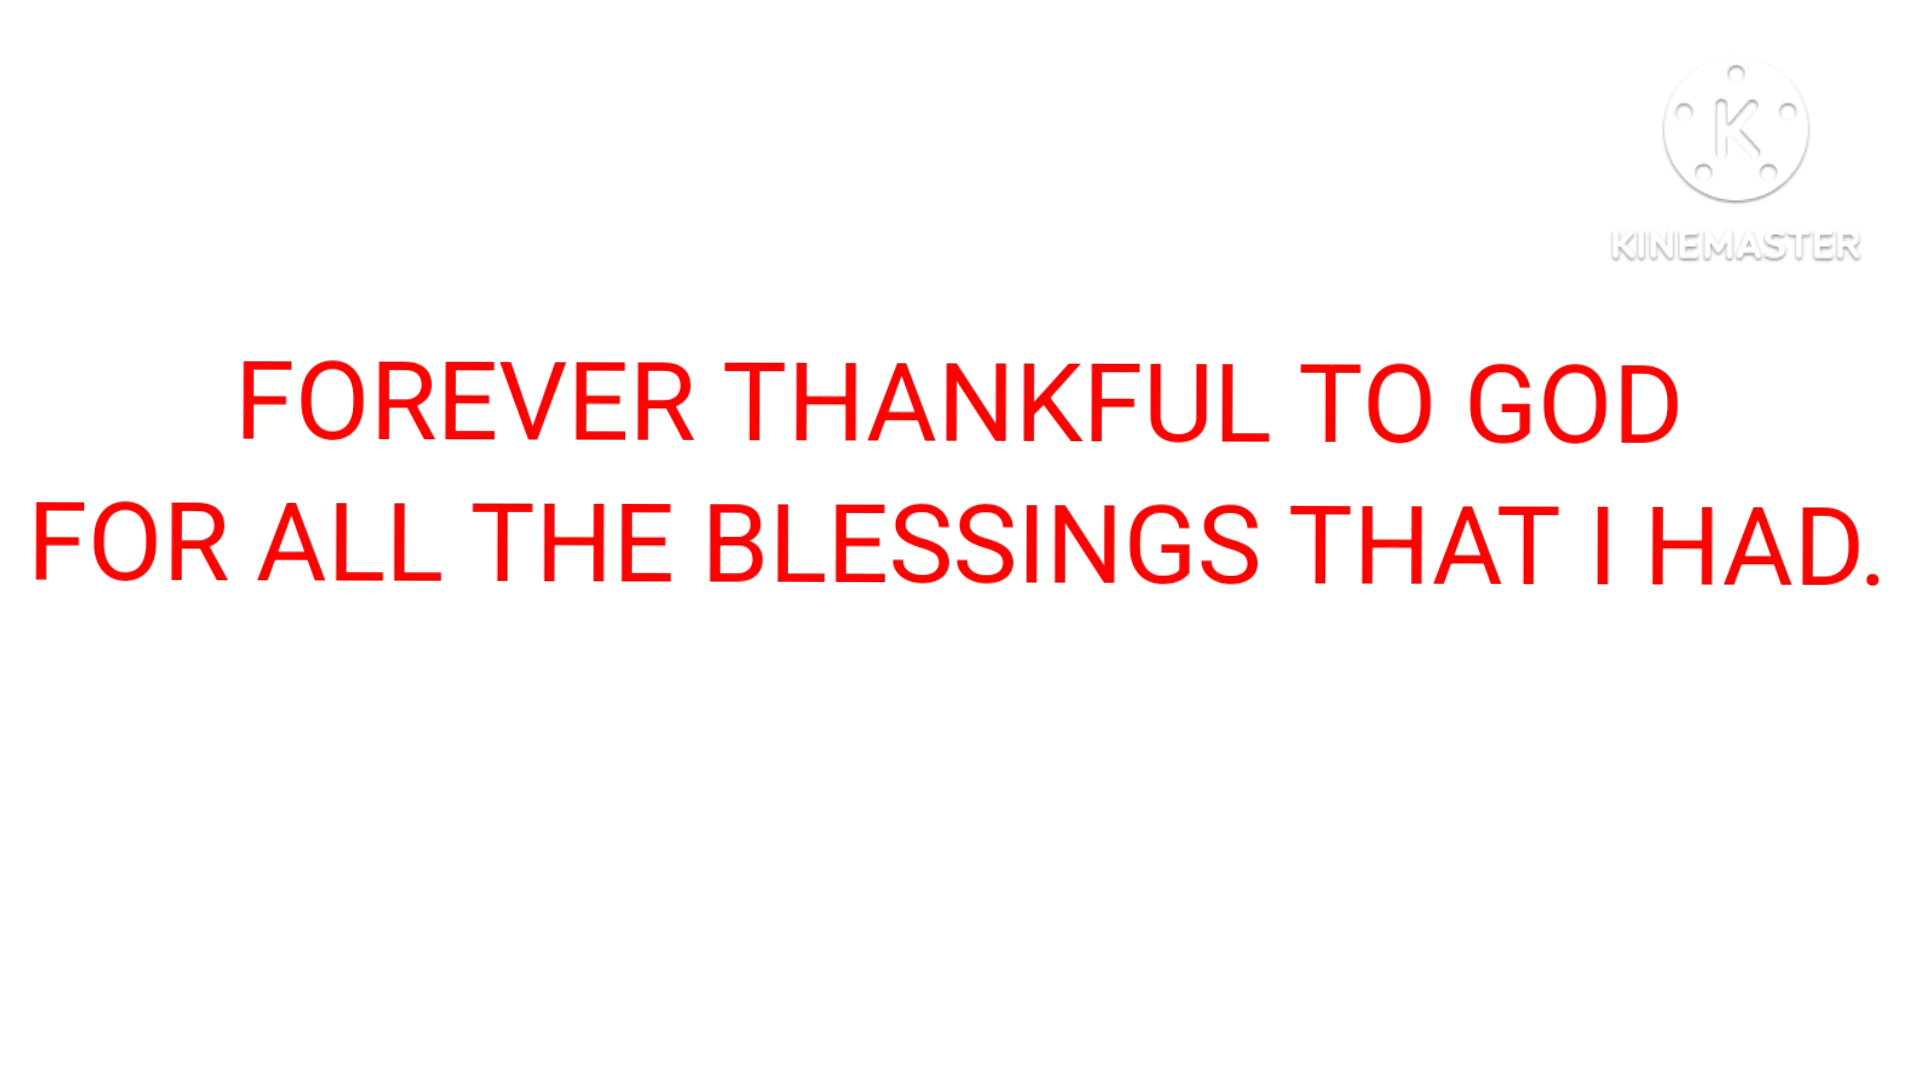 K
KINEMASTER
FOREVER THANKFUL TO GOD
FOR ALL THE BLESSINGS THAT I HAD.